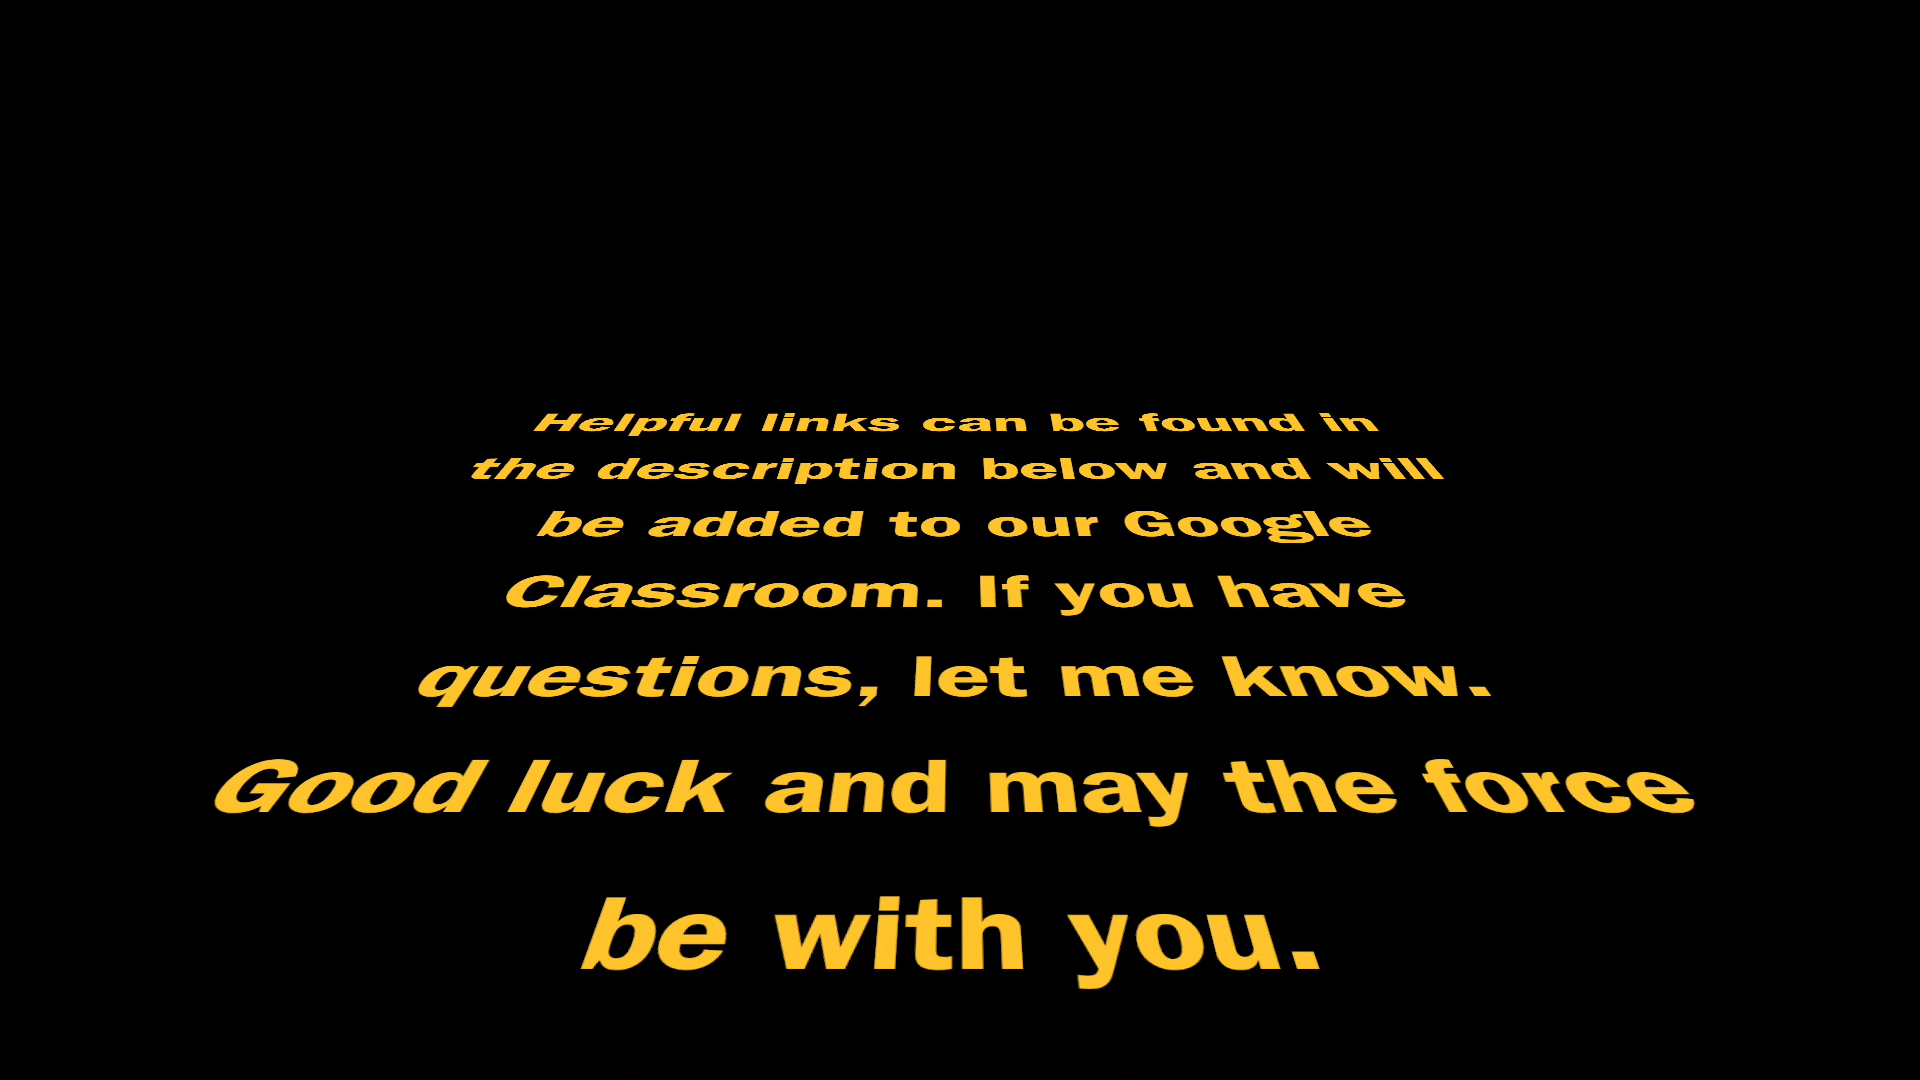 Helpful links can be found in
the description below and will
be added to our Google
Classroom. If you have
questions, let me know.
Good luck and may the force
be with you.